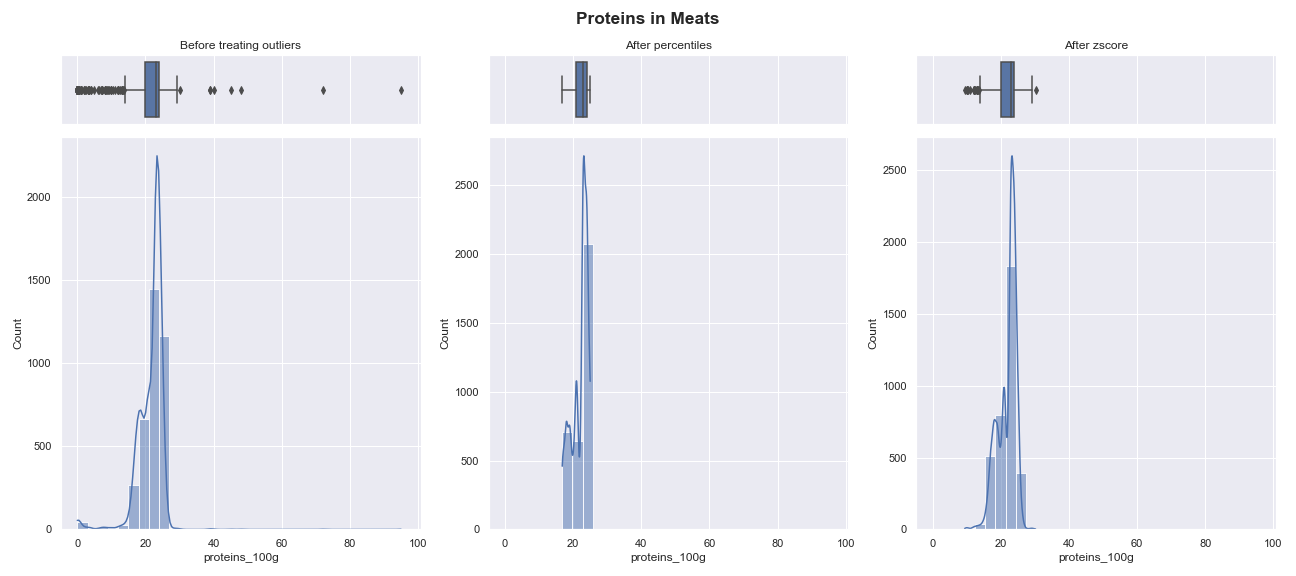 Proteins in Meats
Before treating outliers
After percentiles
After zscore
2000
1500
1000
500
0
Count
0 20 40 60 80 100
proteins_100g
2500
2000
1500
1000
500
0
Count
0 20 40 60 80 100
proteins_100g
2500
2000
1500
1000
500
0
Count
0 20 40 60 80 100
proteins_100g